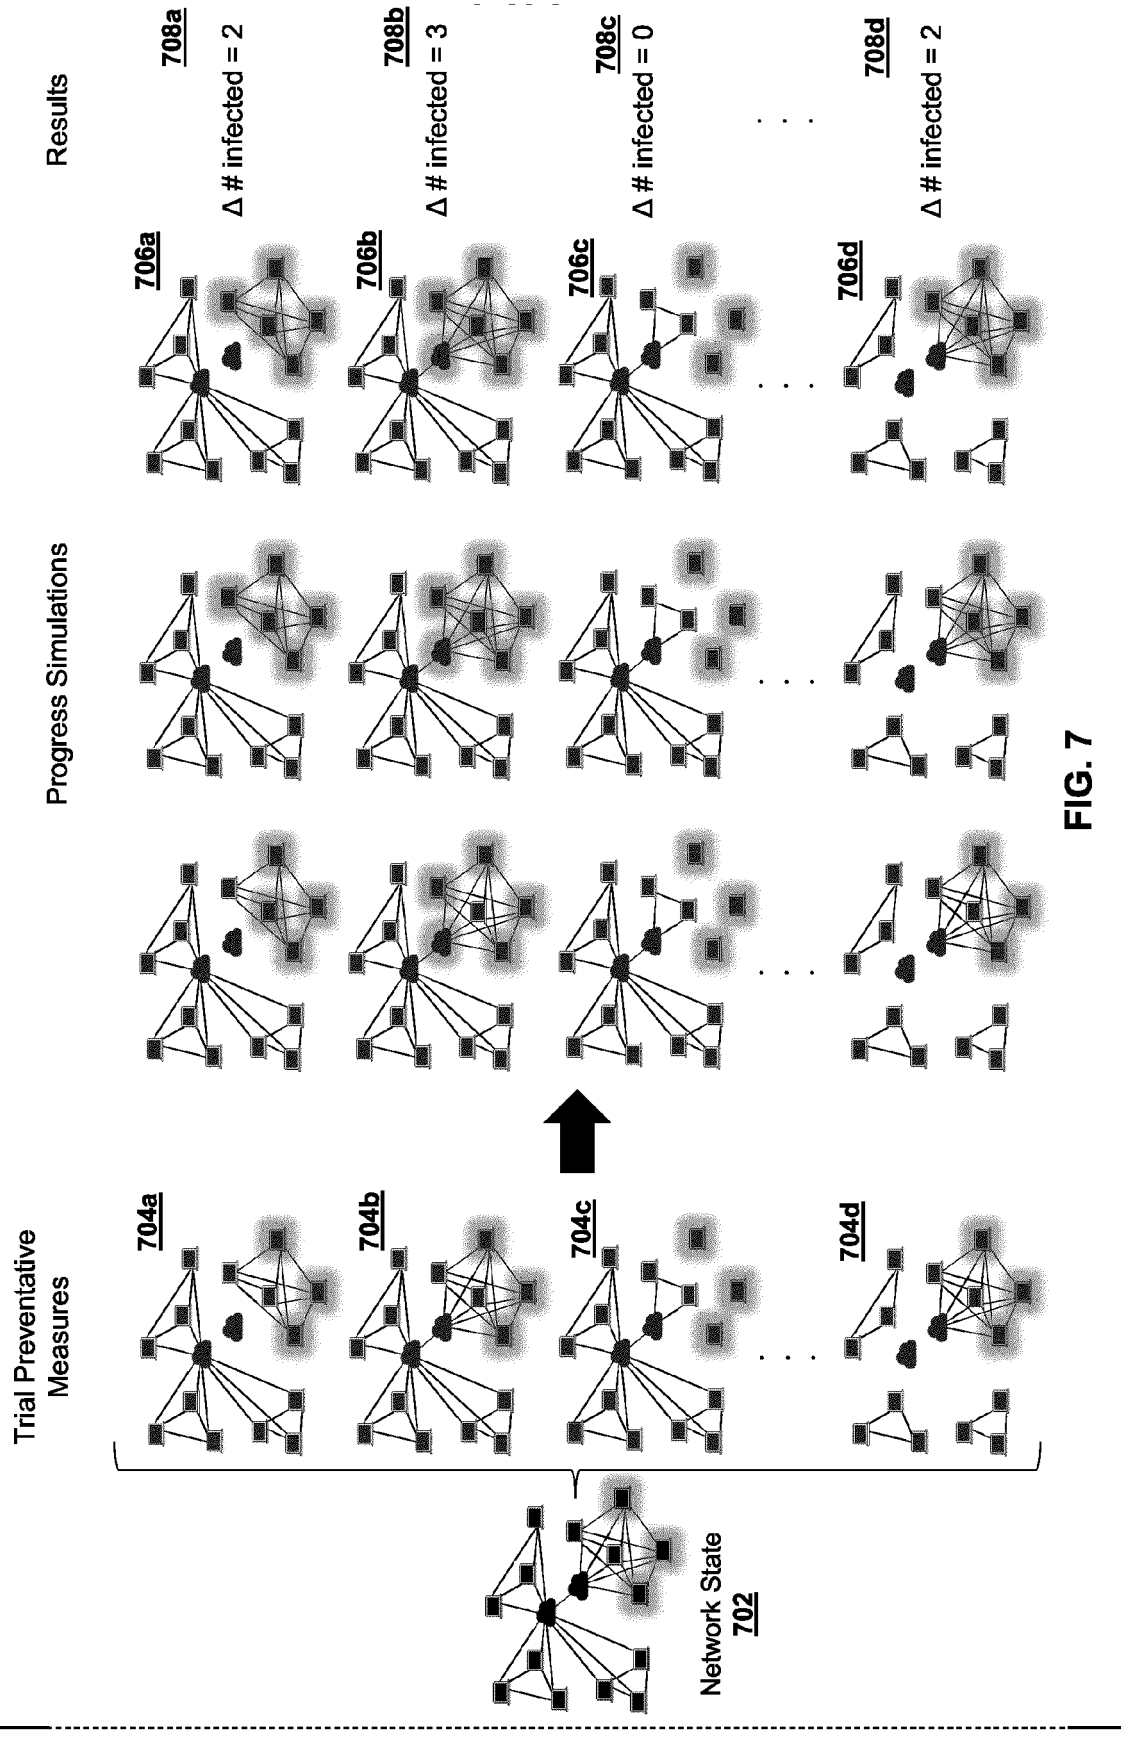 Trial Preventative
Measures
Progress Simulations
Results
Network State
702
704a
706a
708a
Δ # infected = 2
704b
706b
708b
Δ # infected = 3
704c
706c
708c
Δ # infected = 0
. . .
. . .
. . .
. . .
. . .
704d
706d
708d
Δ # infected = 2
FIG. 7